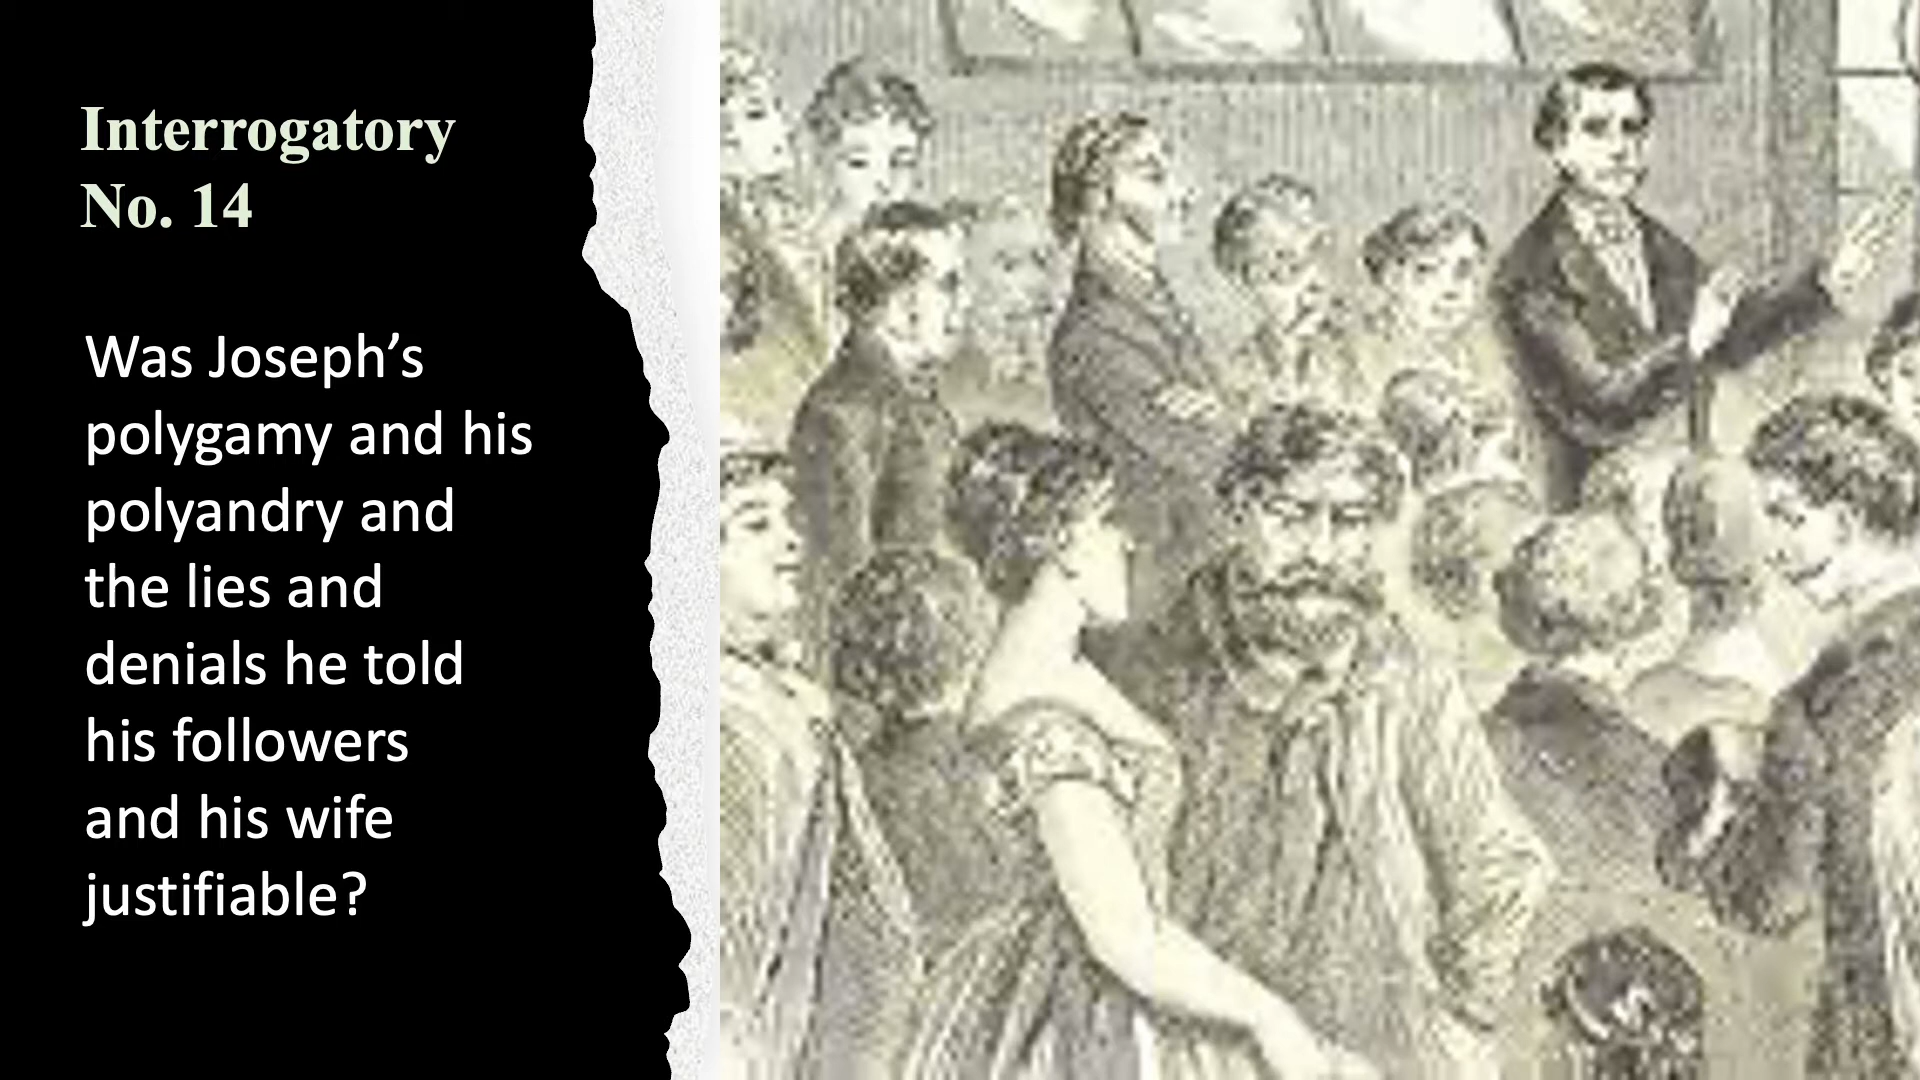 Interrogatory
No. 14
Was Joseph’s
polygamy and his
polyandry and
the lies and
denials he told
his followers
and his wife
justifiable?